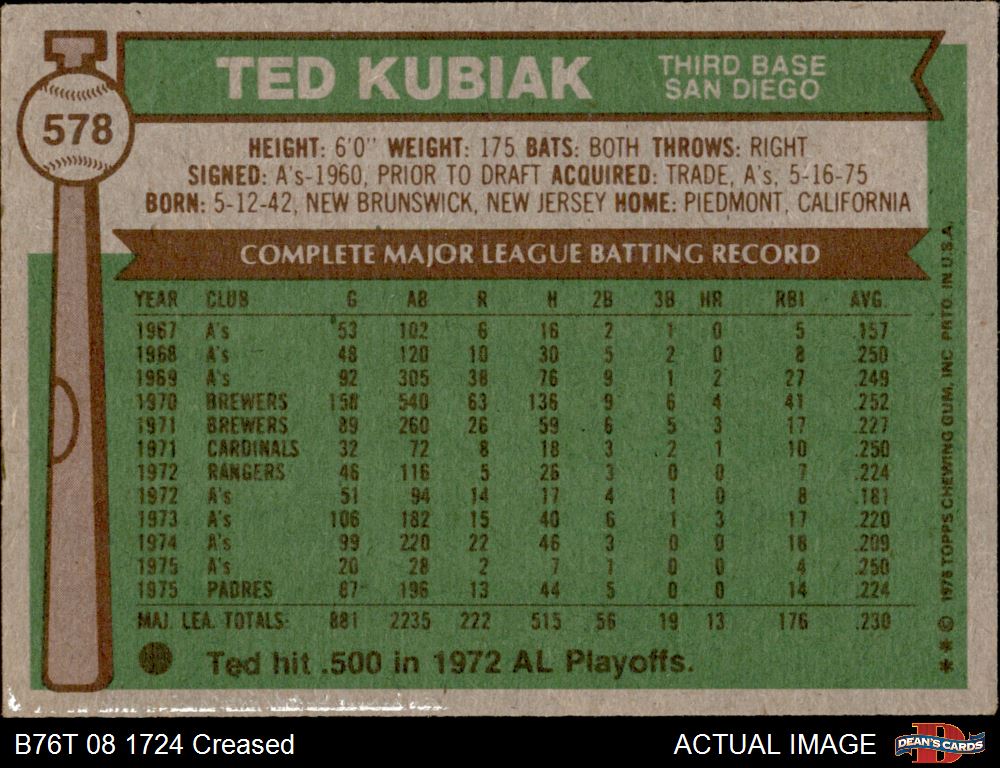 578
TED KUBIAK THIRD BASE
SAN DIEGO
HEIGHT: 6'0" WEIGHT: 175 BATS: BOTH THROWS: RIGHT
SIGNED: A's-1960, PRIOR TO DRAFT ACQUIRED: TRADE, A's, 5-16-75
BORN: 5-12-42, NEW BRUNSWICK, NEW JERSEY HOME: PIEDMONT, CALIFORNIA
COMPLETE MAJOR LEAGUE BATTING RECORD
YEAR CLUB G AB R H 2B 3B HR RBI AVG.
1967 A's 53 102 6 16 2 1 0 5 .157
1968 A's 48 120 10 30 5 2 0 8 .250
1969 A's 92 305 38 76 9 1 2 27 .249
1970 BREWERS 158 540 63 136 9 6 4 41 .252
1971 BREWERS 89 260 26 59 6 5 3 17 .227
1971 CARDINALS 32 72 8 18 3 2 1 10 .250
1972 RANGERS 46 116 5 26 3 0 0 7 .224
1972 A's 51 94 14 17 4 1 0 8 .181
1973 A's 106 182 15 40 6 1 3 17 .220
1974 A's 99 220 22 46 3 0 0 18 .209
1975 A's 20 28 2 7 1 0 0 4 .250
1975 PADRES 87 196 13 44 5 0 0 14 .224
MAJ. LEA. TOTALS 881 2235 222 515 56 19 13 176 .230
Ted hit .500 in 1972 AL Playoffs.
** © 1976 TOPPS CHEWING GUM, INC. PRTD. IN U.S.A.
B76T 08 1724 Creased
ACTUAL IMAGE
DEAN'S CARDS